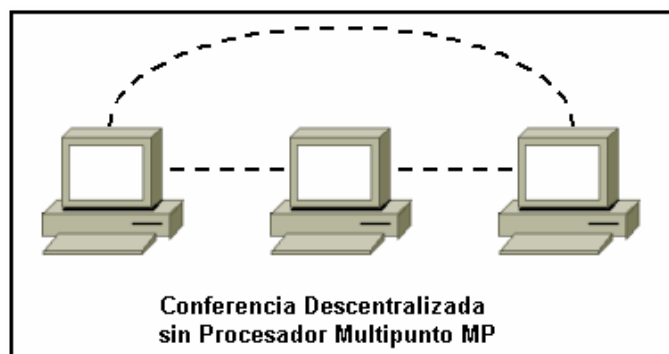 Conferencia Descentralizada
sin Procesador Multipunto MP